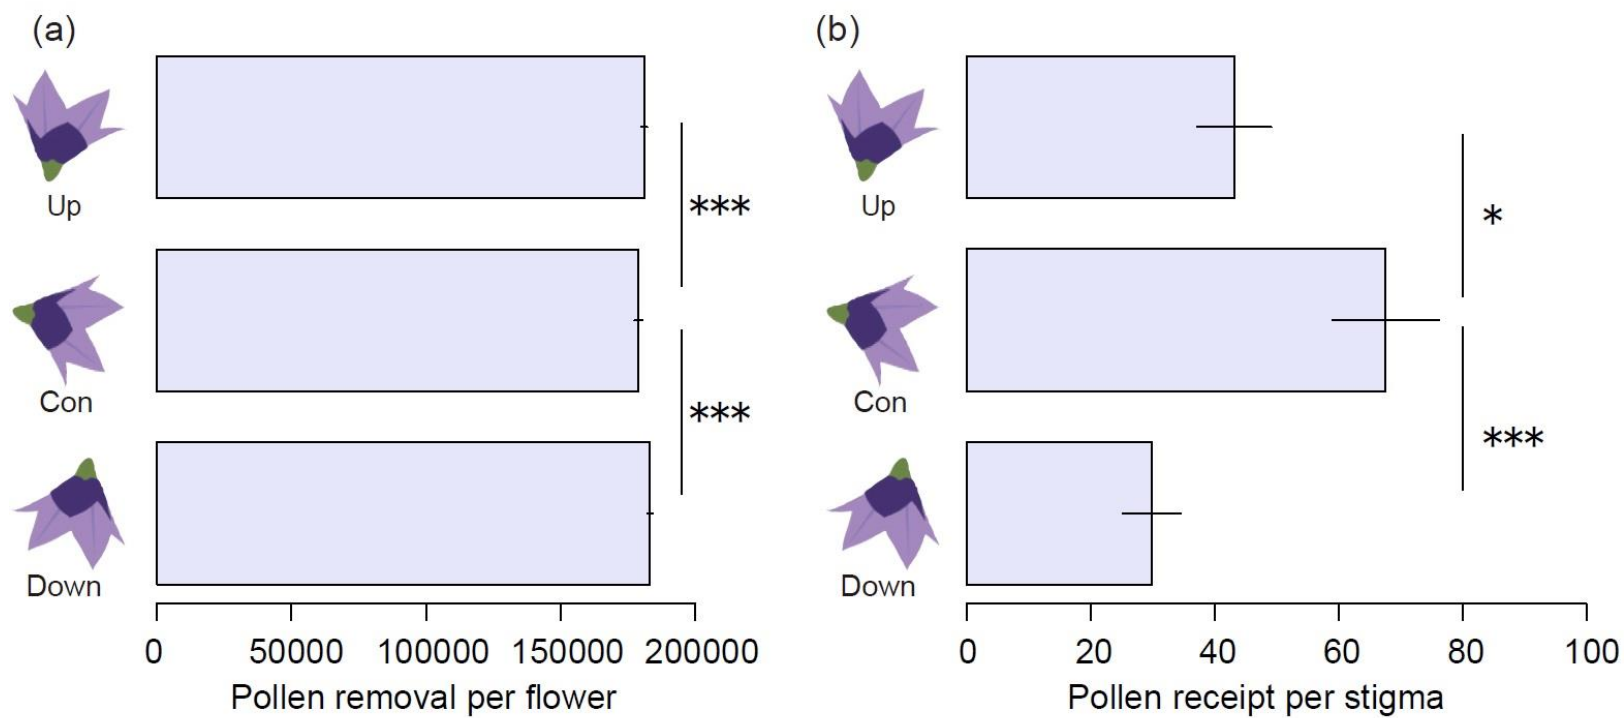 (a)
Up
Con
Down
***
***
0 50000 100000 150000 200000
Pollen removal per flower
(b)
Up
Con
Down
*
***
0 20 40 60 80 100
Pollen receipt per stigma